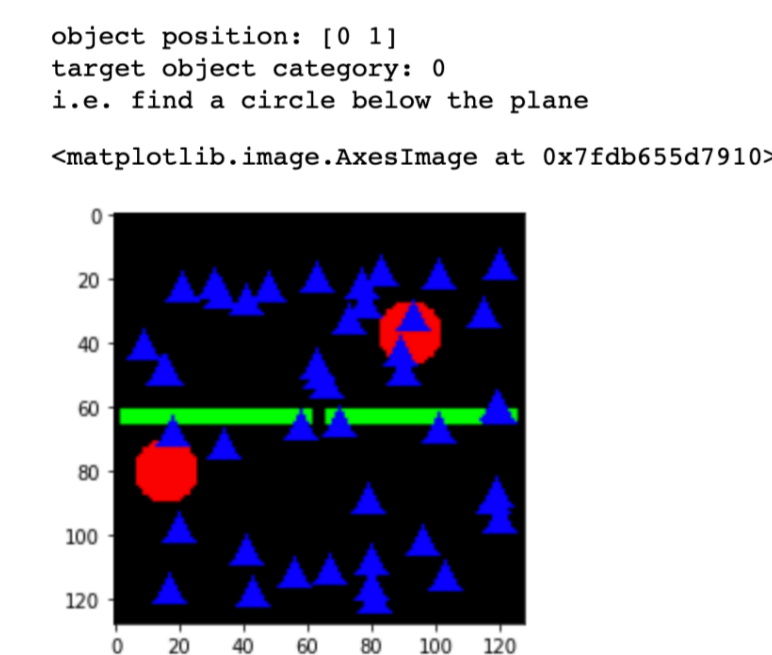 object position: [0 1]
target object category: 0
i.e. find a circle below the plane
<matplotlib.image.AxesImage at 0x7fdb655d7910>
0
20
40
60
80
100
120
0 20 40 60 80 100 120